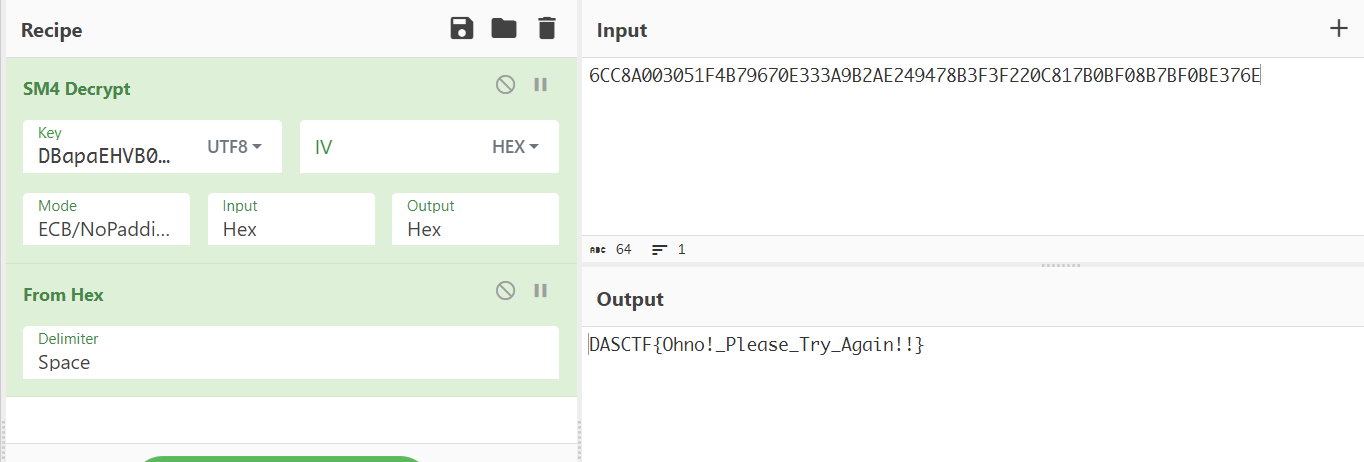 Recipe
SM4 Decrypt
Key
DBapaEHVB0...
UTF8
IV
HEX
Mode
ECB/NoPaddi...
Input
Hex
Output
Hex
From Hex
Delimiter
Space
Input
6CC8A003051F4B79670E333A9B2AE249478B3F3F220C817B0BF08B7BF0BE376E
ABC 64 1
Output
DASCTF{Ohno!_Please_Try_Again!!}